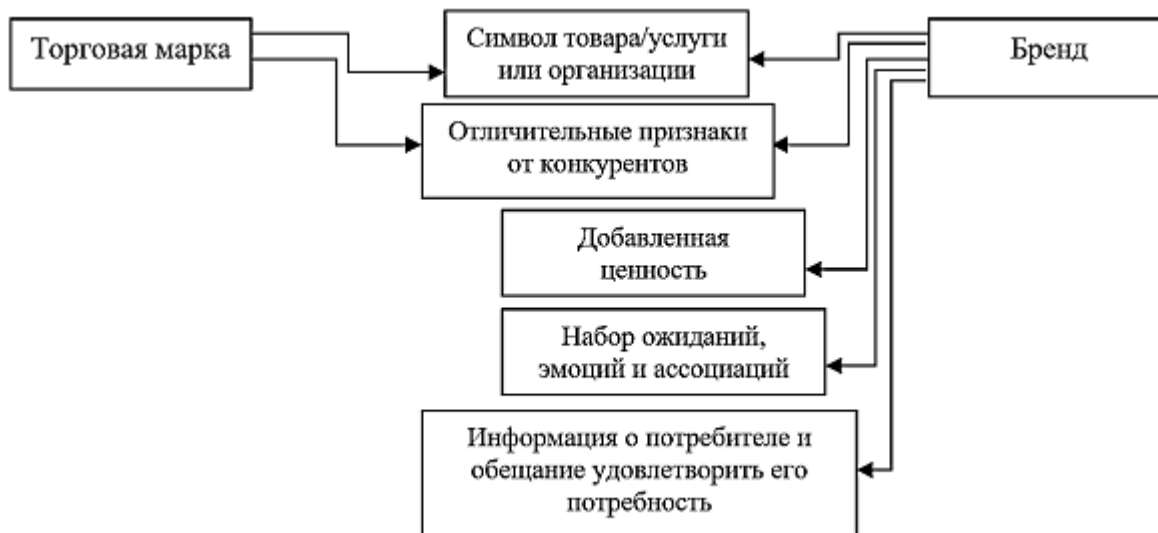 Торговая марка
Символ товара/услуги
или организации
Бренд
Отличительные признаки
от конкурентов
Добавленная
ценность
Набор ожиданий,
эмоций и ассоциаций
Информация о потребителе и
обещание удовлетворить его
потребность